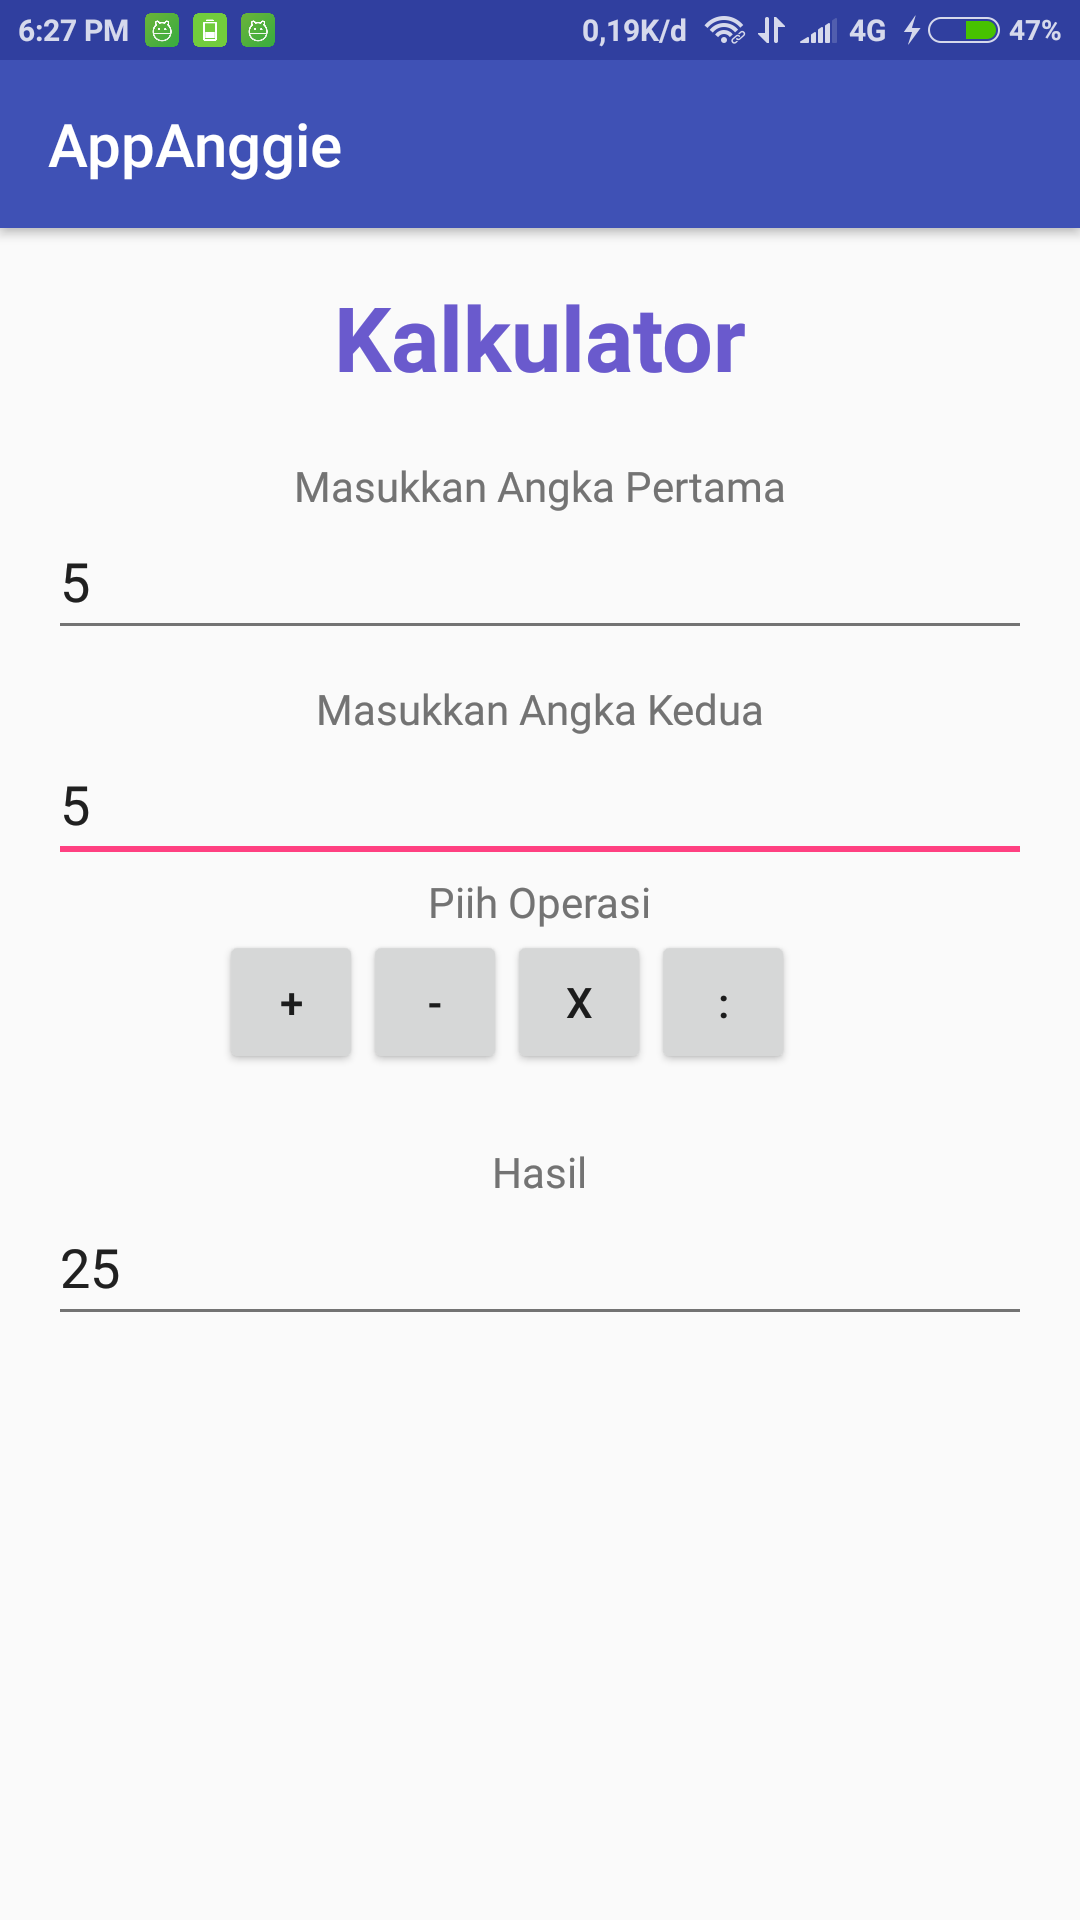 6:27 PM 0,19K/d 4G 47%
AppAnggie
Kalkulator
Masukkan Angka Pertama
5
Masukkan Angka Kedua
5
Piih Operasi
+ - X :
Hasil
25